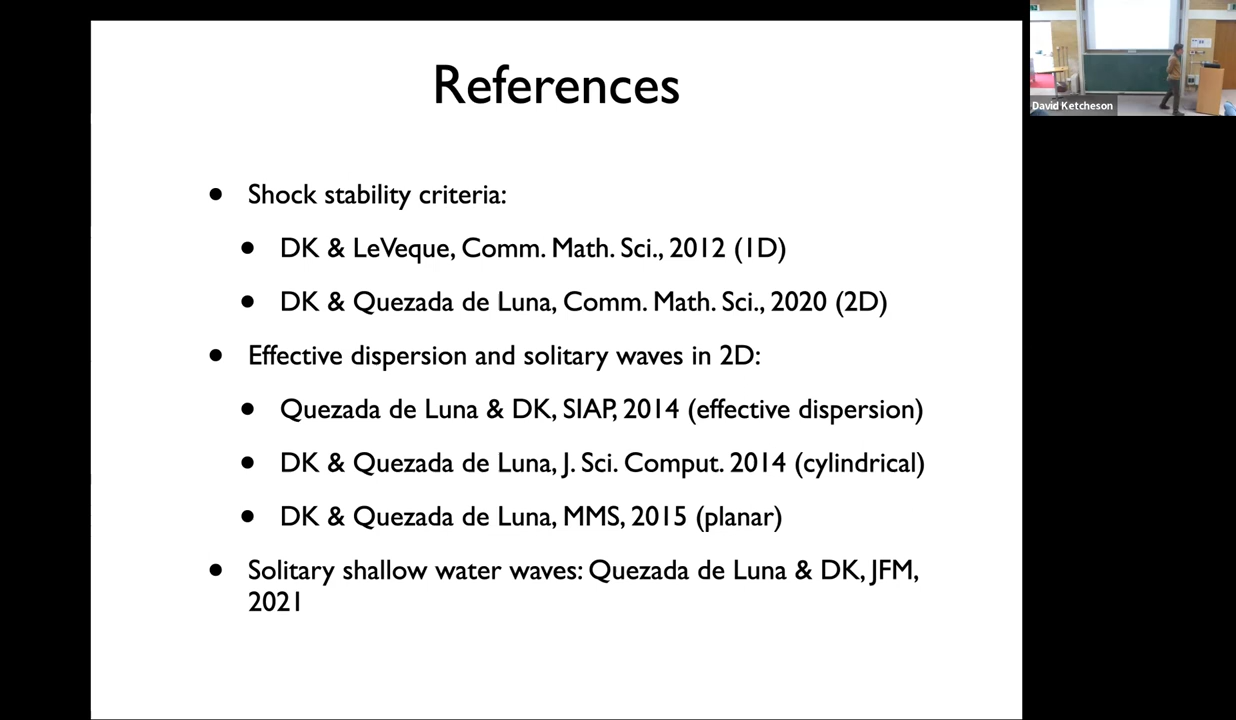 References
• Shock stability criteria:
• DK & LeVeque, Comm. Math. Sci., 2012 (1D)
• DK & Quezada de Luna, Comm. Math. Sci., 2020 (2D)
• Effective dispersion and solitary waves in 2D:
• Quezada de Luna & DK, SIAP, 2014 (effective dispersion)
• DK & Quezada de Luna, J. Sci. Comput. 2014 (cylindrical)
• DK & Quezada de Luna, MMS, 2015 (planar)
• Solitary shallow water waves: Quezada de Luna & DK, JFM,
2021
David Ketcheson